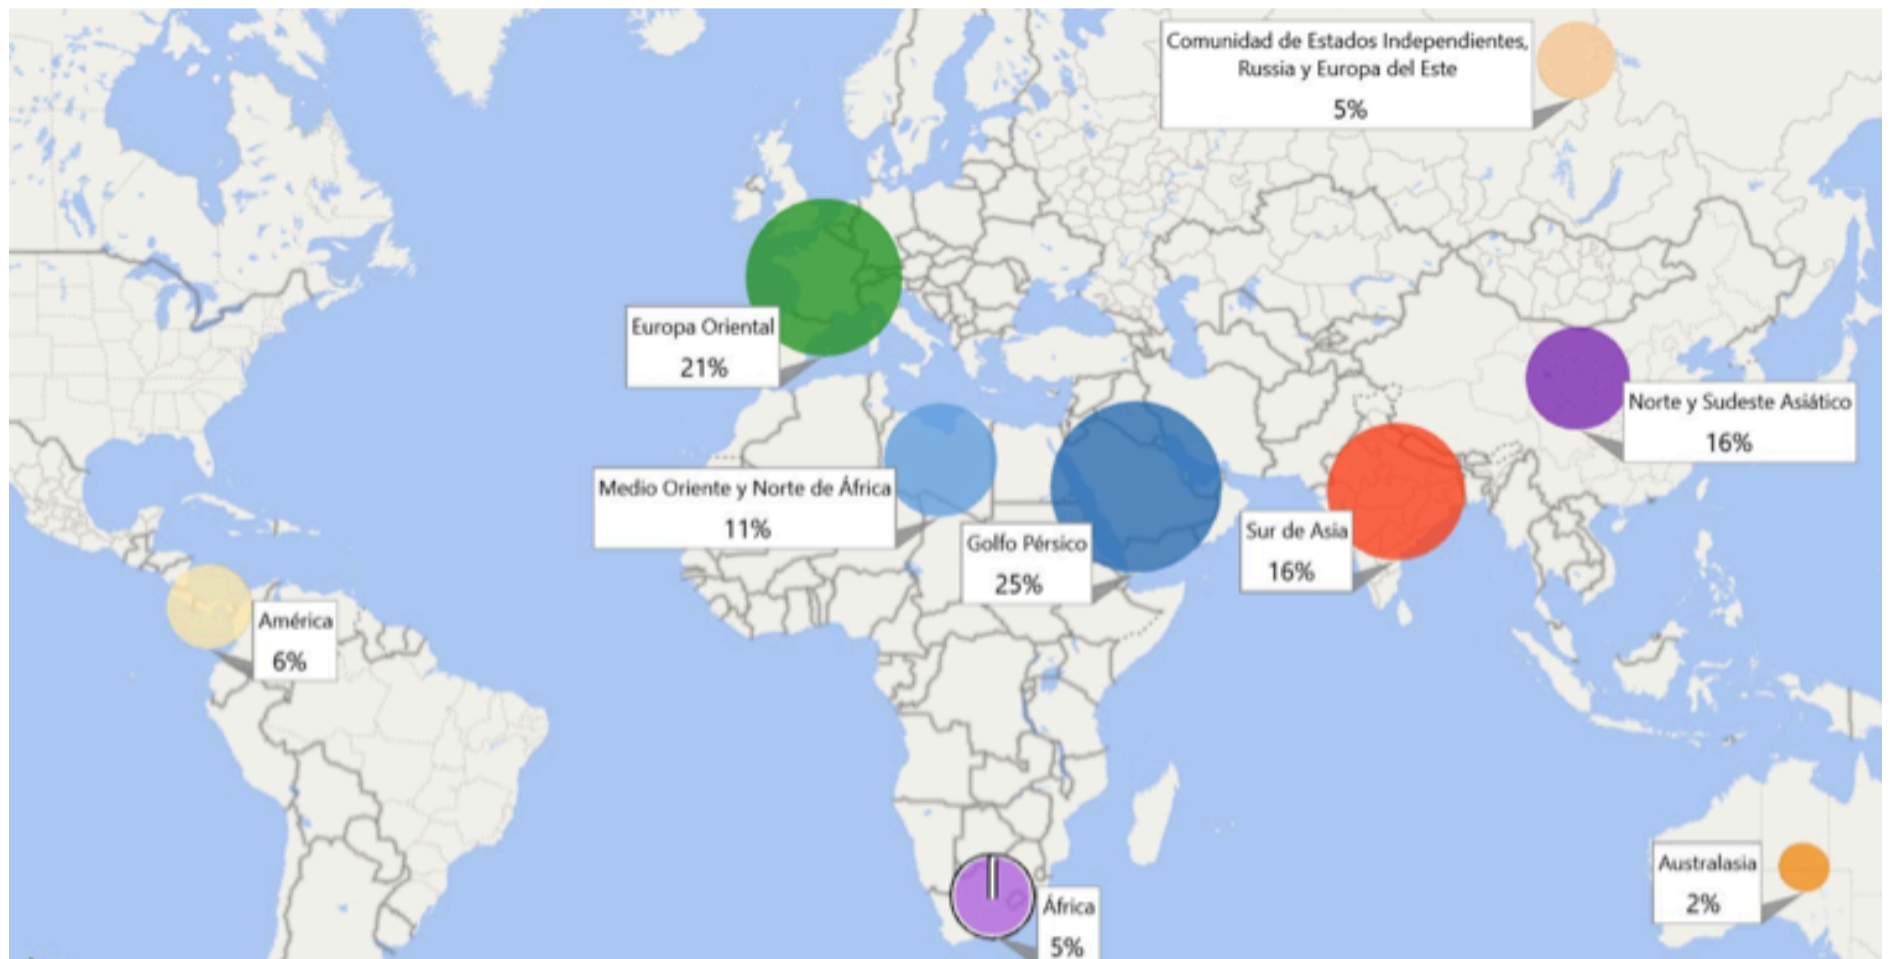 Comunidad de Estados Independientes,
Russia y Europa del Este
5%
Europa Oriental
21%
Norte y Sudeste Asiático
16%
Medio Oriente y Norte de África
11%
Golfo Pérsico
25%
Sur de Asia
16%
América
6%
Australasia
2%
África
5%